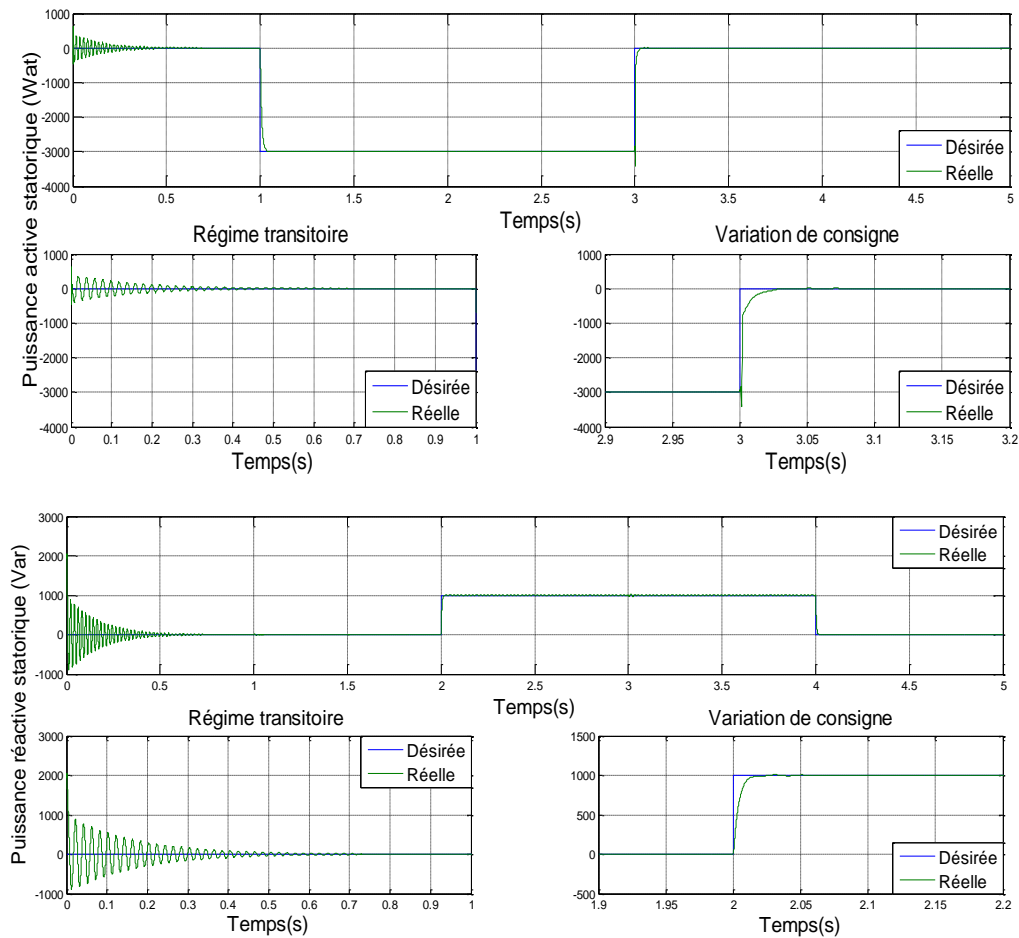 Puissance active statorique (Wat)
1000
0
-1000
-2000
-3000
-4000
0 0.5 1 1.5 2 2.5 3 3.5 4 4.5 5
Désirée
Réelle
Temps(s)
Régime transitoire
1000
0
-1000
-2000
-3000
-4000
0 0.1 0.2 0.3 0.4 0.5 0.6 0.7 0.8 0.9 1
Désirée
Réelle
Temps(s)
Variation de consigne
1000
0
-1000
-2000
-3000
-4000
2.9 2.95 3 3.05 3.1 3.15 3.2
Désirée
Réelle
Temps(s)
Puissance réactive statorique (Var)
3000
2000
1000
0
-1000
0 0.5 1 1.5 2 2.5 3 3.5 4 4.5 5
Désirée
Réelle
Temps(s)
Régime transitoire
3000
2000
1000
0
-1000
0 0.1 0.2 0.3 0.4 0.5 0.6 0.7 0.8 0.9 1
Désirée
Réelle
Temps(s)
Variation de consigne
1500
1000
500
0
-500
1.9 1.95 2 2.05 2.1 2.15 2.2
Désirée
Réelle
Temps(s)